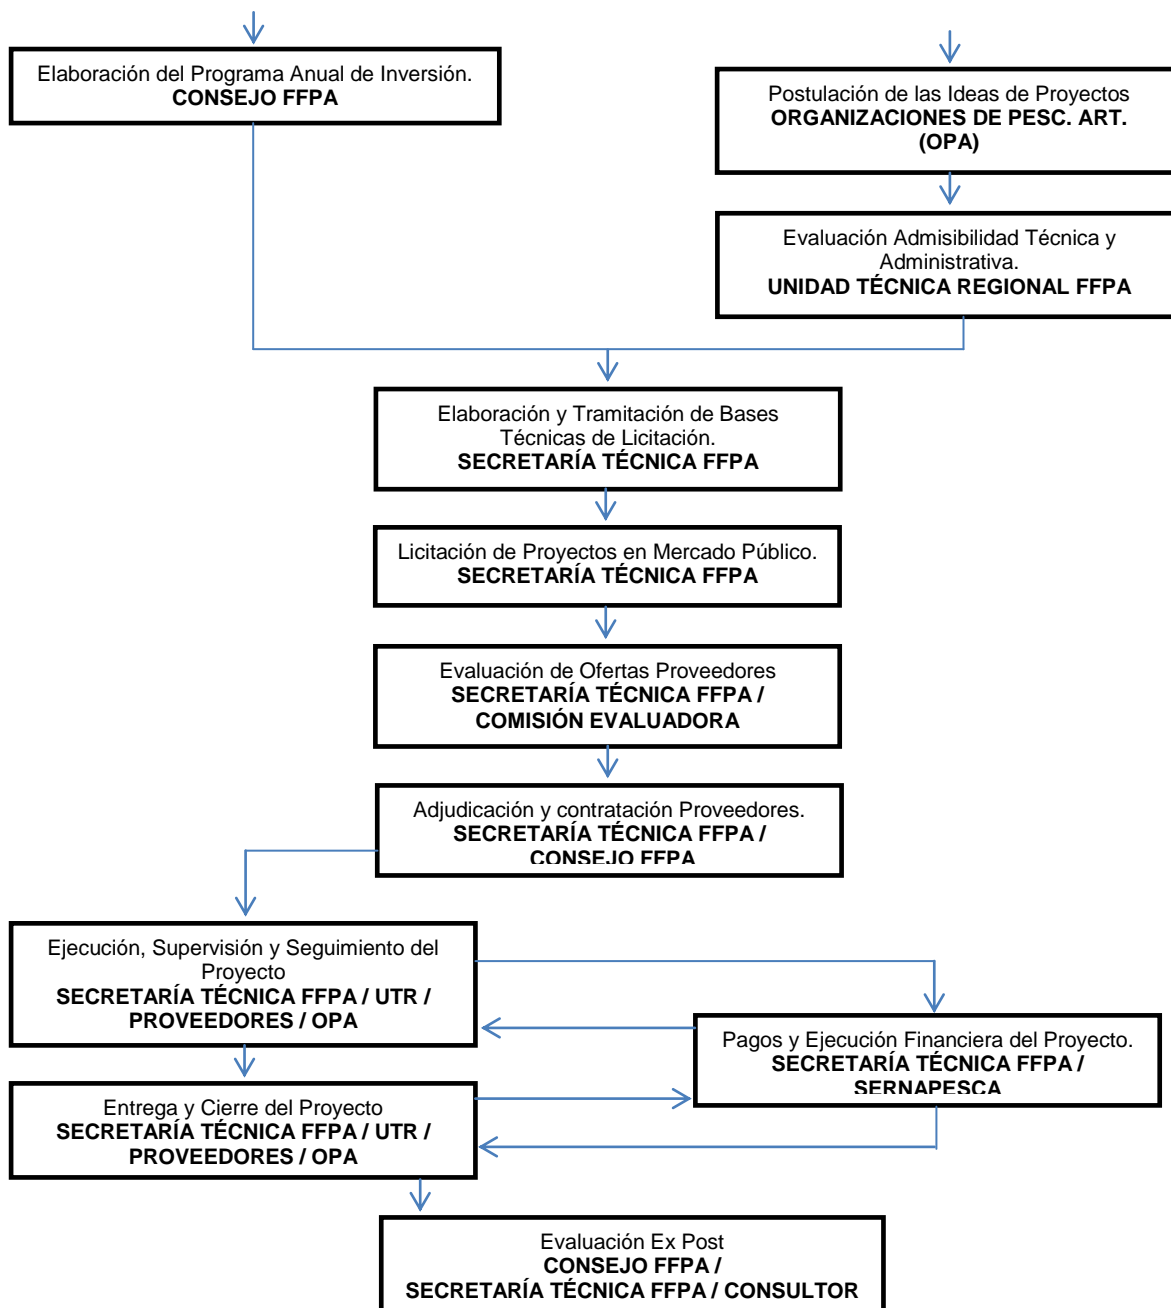 Elaboración del Programa Anual de Inversión.
CONSEJO FFPA
Postulación de las Ideas de Proyectos
ORGANIZACIONES DE PESC. ART.
(OPA)
Evaluación Admisibilidad Técnica y
Administrativa.
UNIDAD TÉCNICA REGIONAL FFPA
Elaboración y Tramitación de Bases
Técnicas de Licitación.
SECRETARÍA TÉCNICA FFPA
Licitación de Proyectos en Mercado Público.
SECRETARÍA TÉCNICA FFPA
Evaluación de Ofertas Proveedores
SECRETARÍA TÉCNICA FFPA /
COMISIÓN EVALUADORA
Adjudicación y contratación Proveedores.
SECRETARÍA TÉCNICA FFPA /
CONSEJO FFPA
Ejecución, Supervisión y Seguimiento del
Proyecto
SECRETARÍA TÉCNICA FFPA / UTR /
PROVEEDORES / OPA
Pagos y Ejecución Financiera del Proyecto.
SECRETARÍA TÉCNICA FFPA /
SERNAPESCA
Entrega y Cierre del Proyecto
SECRETARÍA TÉCNICA FFPA / UTR /
PROVEEDORES / OPA
Evaluación Ex Post
CONSEJO FFPA /
SECRETARÍA TÉCNICA FFPA / CONSULTOR